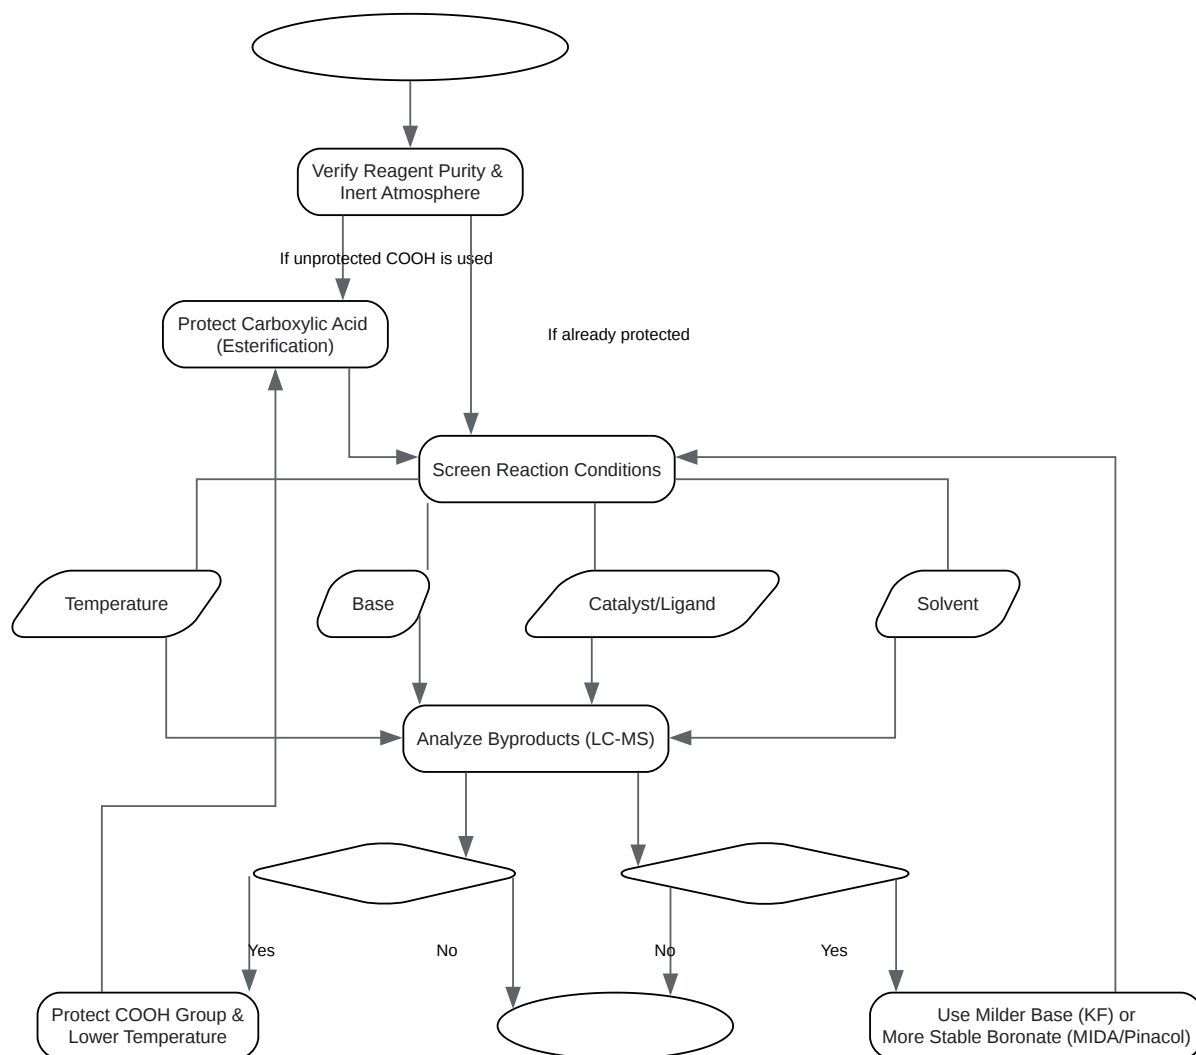 Verify Reagent Purity &
Inert Atmosphere
If unprotected COOH is used
Protect Carboxylic Acid
(Esterification)
If already protected
Screen Reaction Conditions
Temperature
Base
Catalyst/Ligand
Solvent
Analyze Byproducts (LC-MS)
Yes
No
No
Yes
Protect COOH Group &
Lower Temperature
Use Milder Base (KF) or
More Stable Boronate (MIDA/Pinacol)